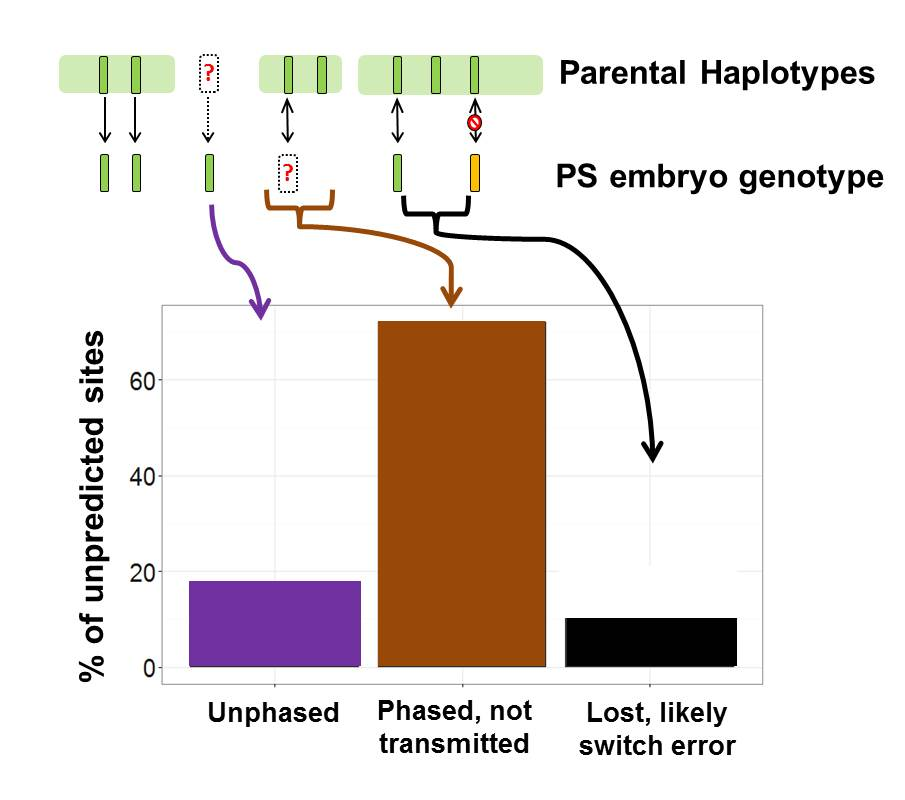 ?
Parental Haplotypes
?
PS embryo genotype
% of unpredicted sites
60
40
20
0
Unphased
Phased, not
transmitted
Lost, likely
switch error